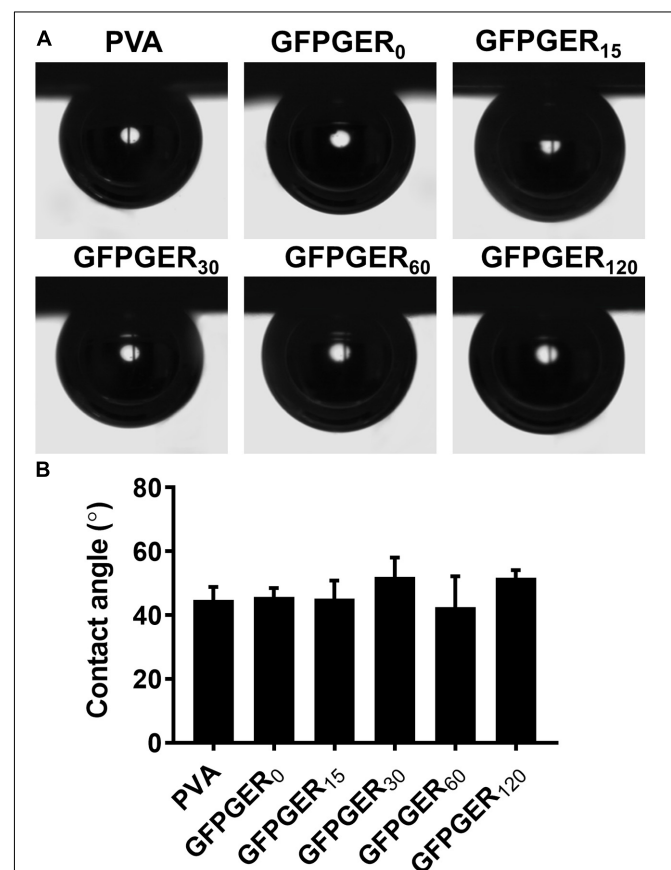 A
PVA GFPGER₀ GFPGER₁₅
GFPGER₃₀ GFPGER₆₀ GFPGER₁₂₀
B
80
60
40
20
0
Contact angle (°)
PVA GFPGER₀ GFPGER₁₅ GFPGER₃₀ GFPGER₆₀ GFPGER₁₂₀